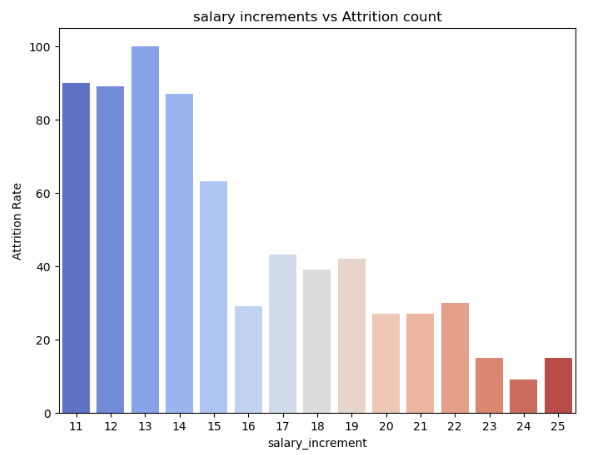 salary increments vs Attrition count
Attrition Rate
100
80
60
40
20
0
11 12 13 14 15 16 17 18 19 20 21 22 23 24 25
salary_increment